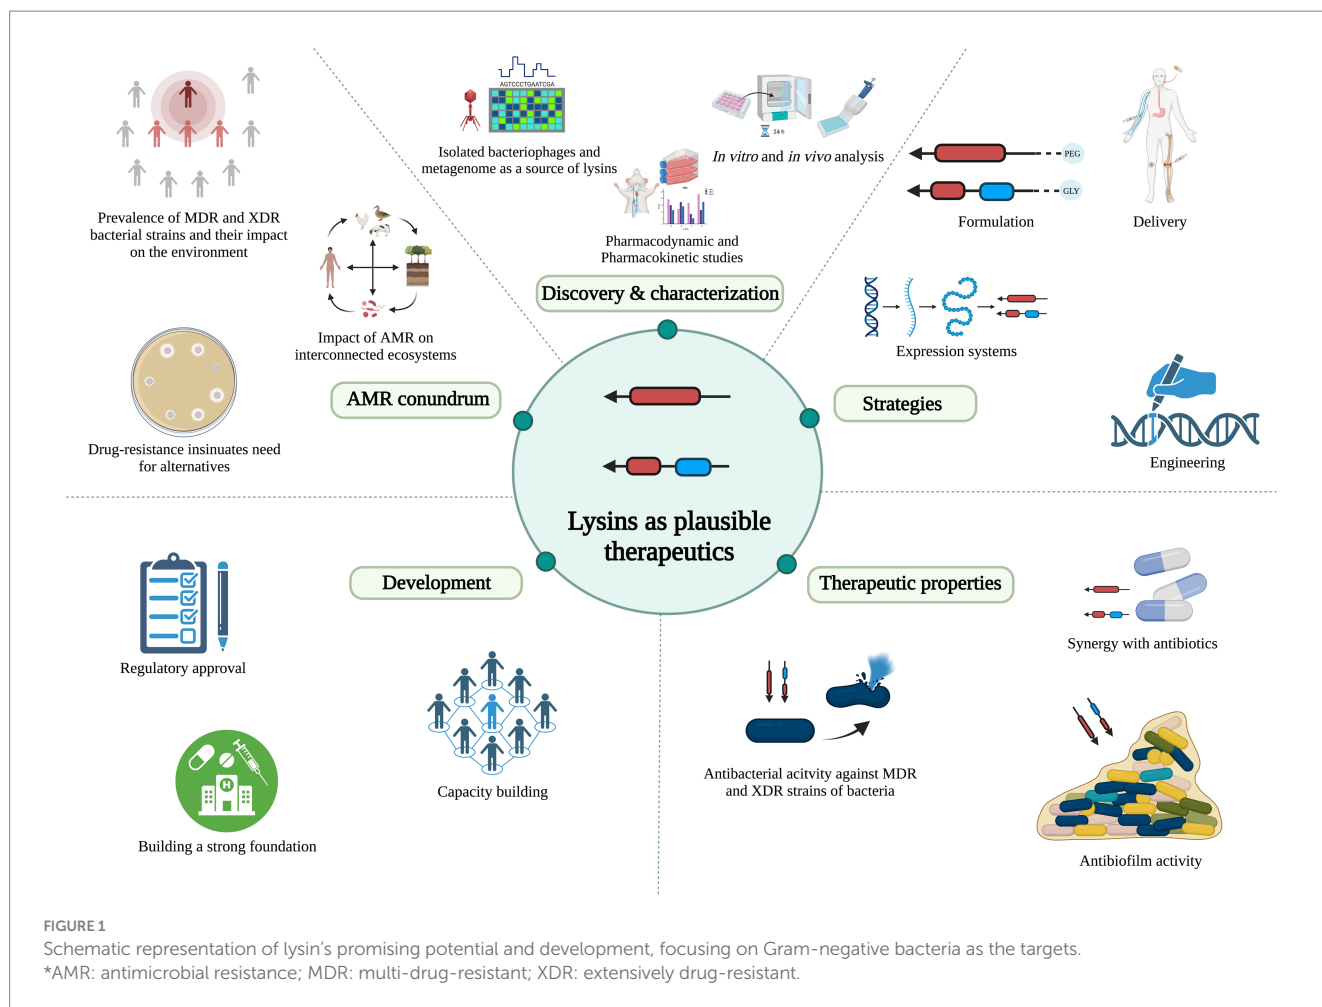 AGTCCCTGAATCGA
Isolated bacteriophages and
metagenome as a source of lysins
24 h
In vitro and in vivo analysis
Pharmacodynamic and
Pharmacokinetic studies
Discovery & characterization
PEG
GLY
Formulation
Delivery
Expression systems
Engineering
Strategies
Prevalence of MDR and XDR
bacterial strains and their impact
on the environment
Impact of AMR on
interconnected ecosystems
AMR conundrum
Drug-resistance insinuates need
for alternatives
Lysins as plausible
therapeutics
Development
Regulatory approval
Capacity building
H
Building a strong foundation
Therapeutic properties
Synergy with antibiotics
Antibacterial acitvity against MDR
and XDR strains of bacteria
Antibiofilm activity
FIGURE 1
Schematic representation of lysin's promising potential and development, focusing on Gram-negative bacteria as the targets.
*AMR: antimicrobial resistance; MDR: multi-drug-resistant; XDR: extensively drug-resistant.